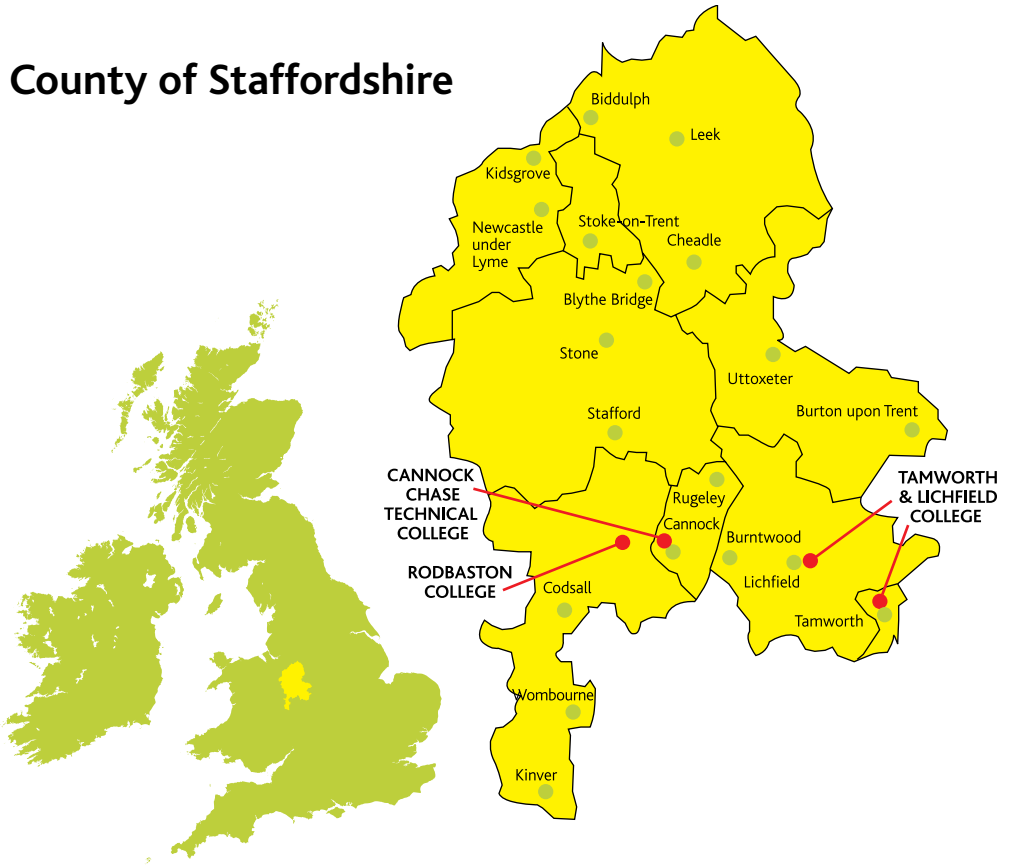 County of Staffordshire
Biddulph
Leek
Kidsgrove
Newcastle
under
Lyme
Stoke-on-Trent
Cheadle
Blythe Bridge
Stone
Uttoxeter
Stafford
Burton upon Trent
CANNOCK
CHASE
TECHNICAL
COLLEGE
Rugeley
Cannock
TAMWORTH
& LICHFIELD
COLLEGE
Burntwood
Lichfield
RODBASTON
COLLEGE
Codsall
Tamworth
Wombourne
Kinver